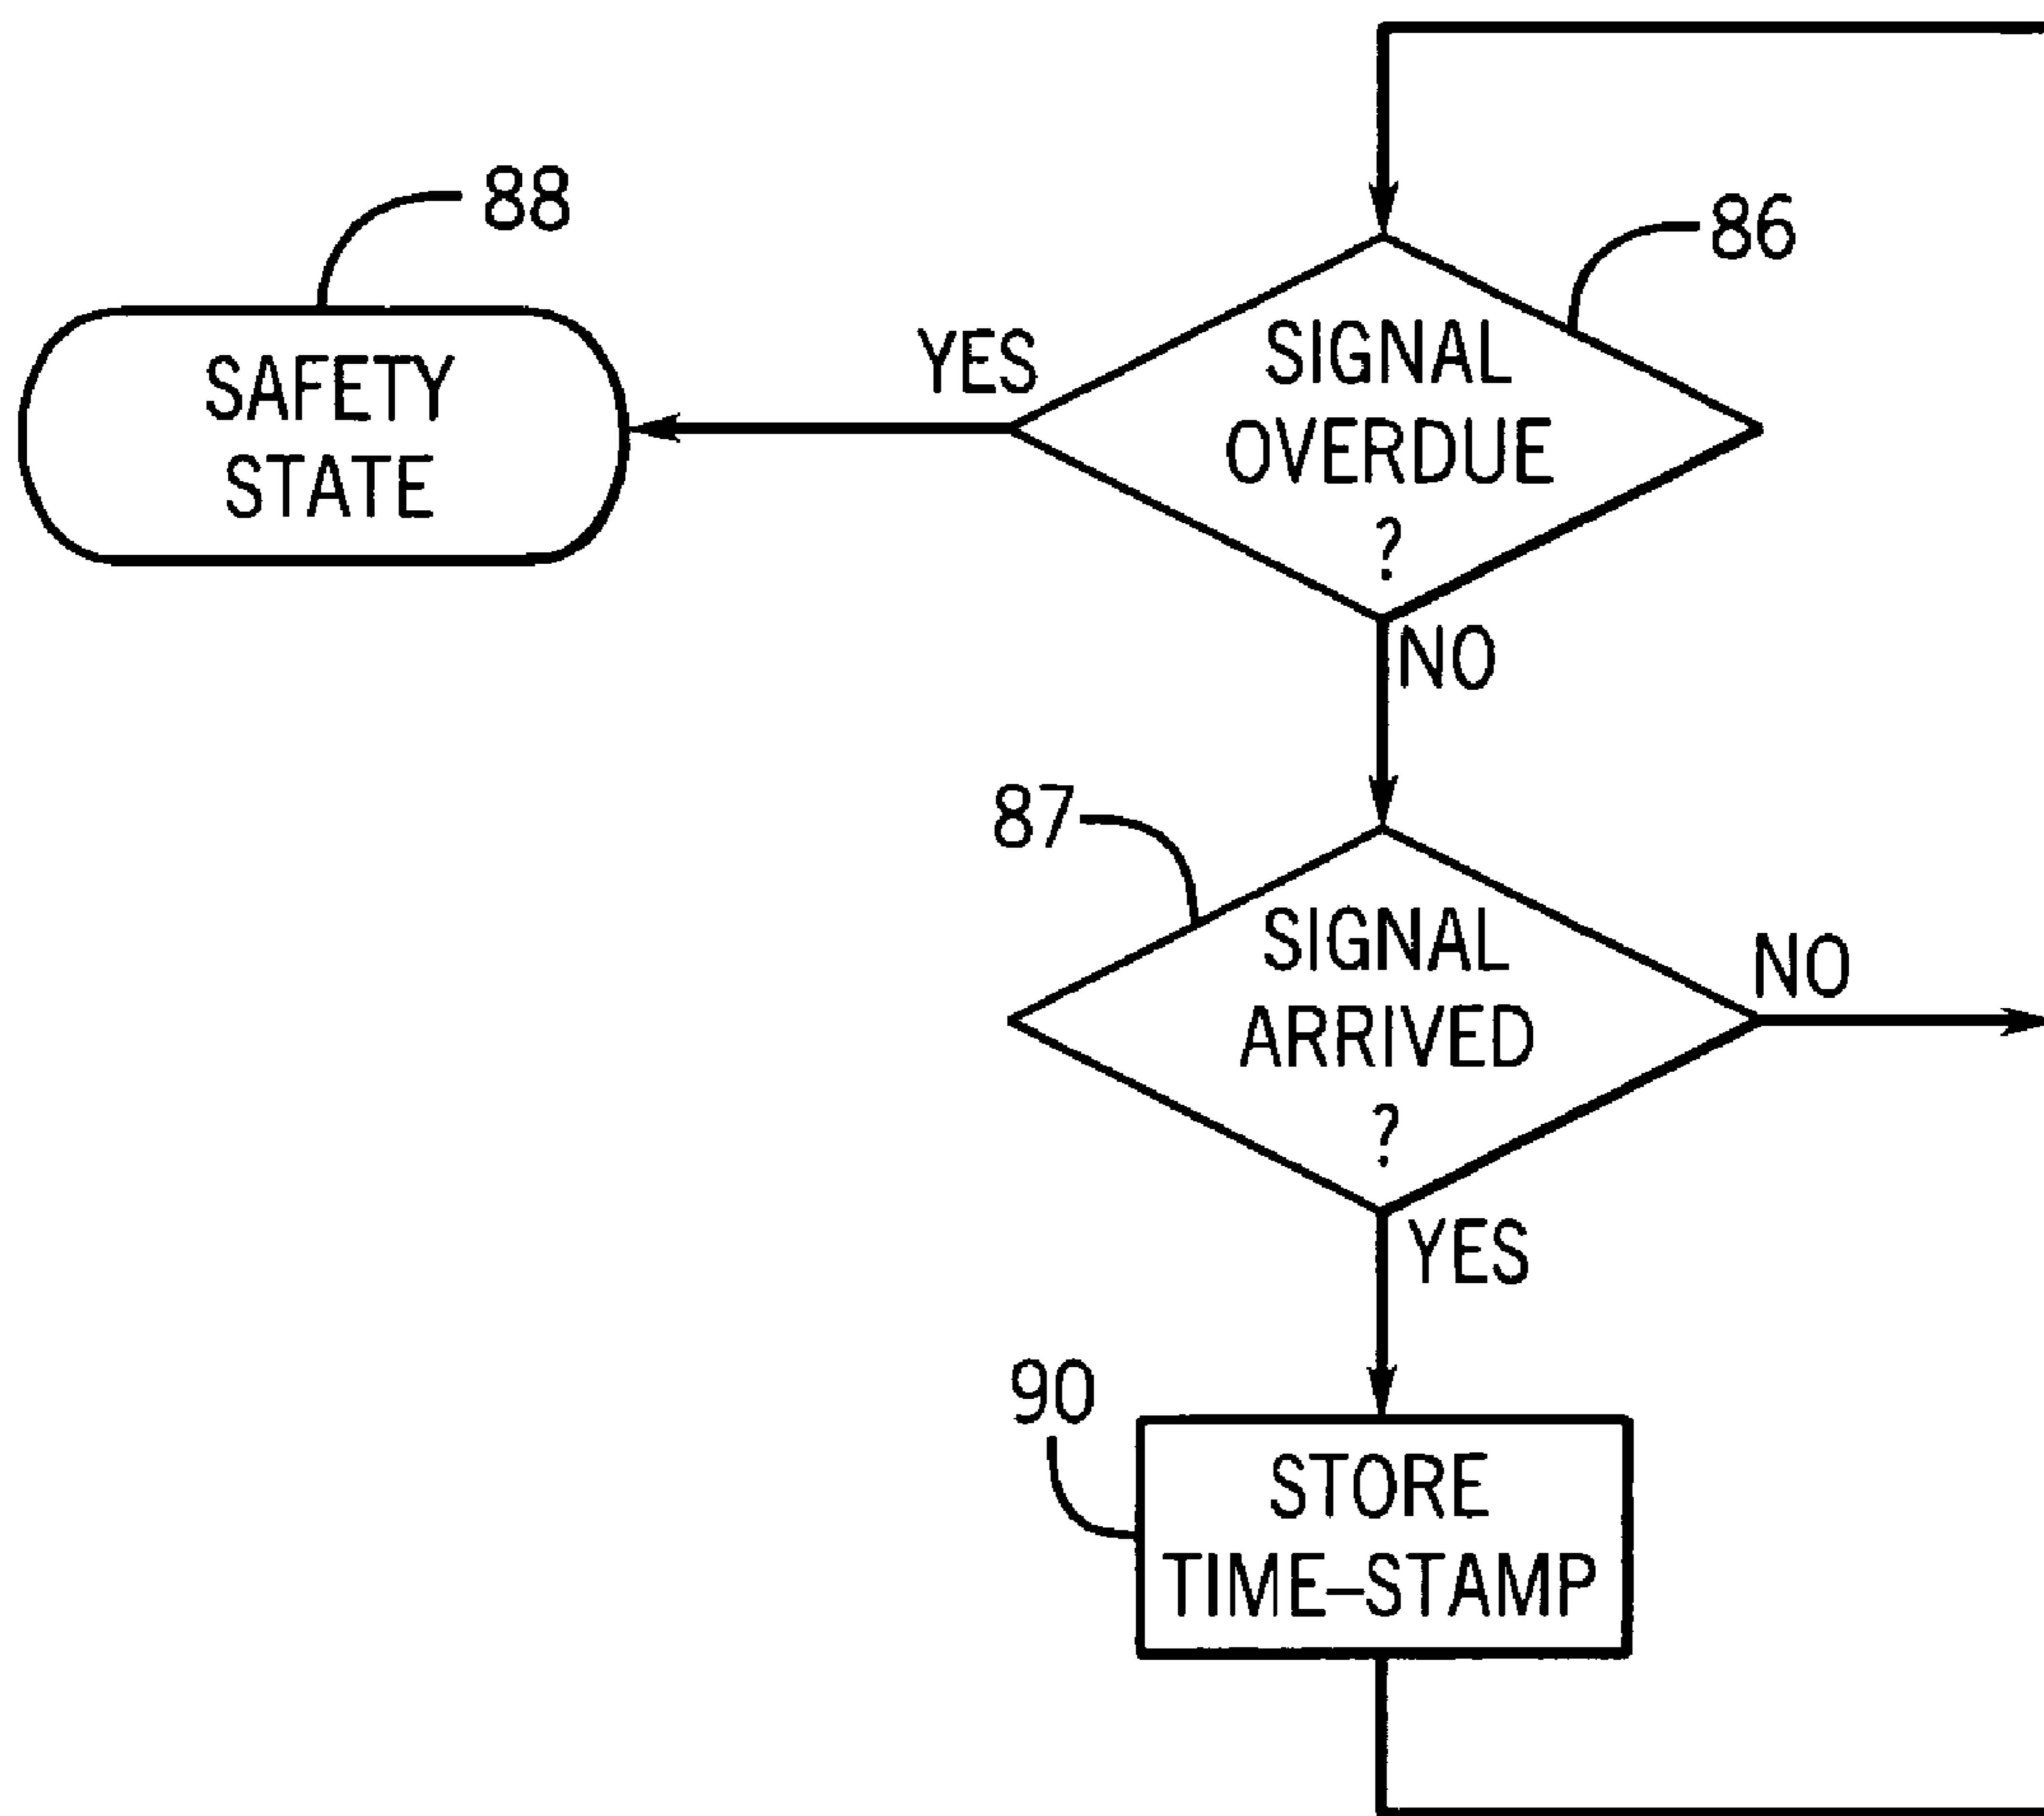 88
86
YES
SIGNAL
OVERDUE
?
SAFETY
STATE
NO
87
SIGNAL
ARRIVED
?
NO
YES
90
STORE
TIME–STAMP